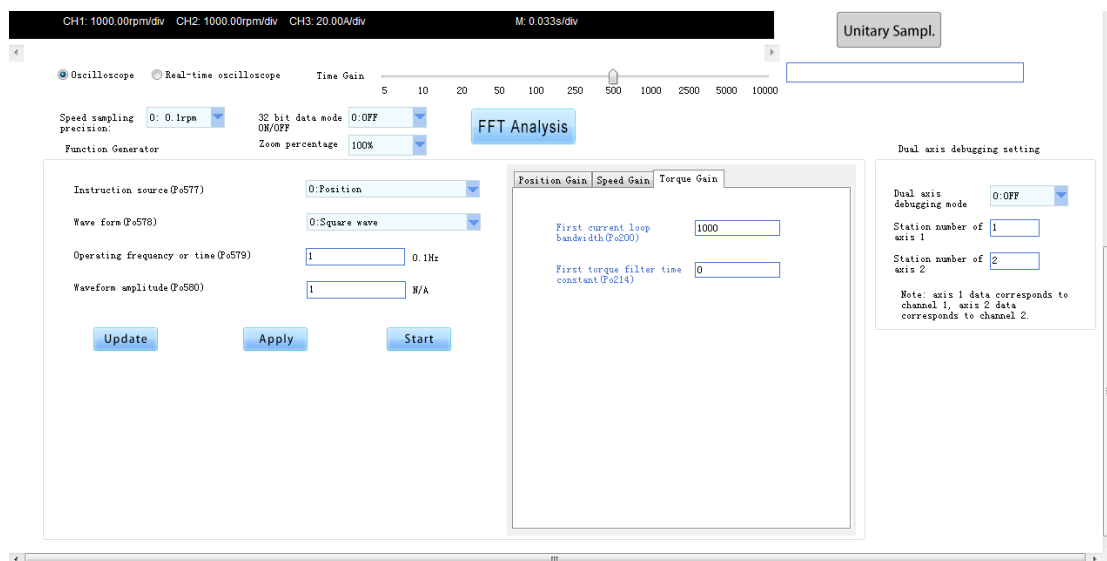 CH1: 1000.00rpm/div CH2: 1000.00rpm/div CH3: 20.00A/div M: 0.033s/div
Unitary Sampl.
Oscilloscope Real-time oscilloscope Time Gain
5 10 20 50 100 250 500 1000 2500 5000 10000
Speed sampling precision: 0: 0.1rpm
32 bit data mode ON/OFF 0:OFF
Zoom percentage 100%
FFT Analysis
Function Generator
Instruction source(Po577) 0:Position
Wave form(Po578) 0:Square wave
Operating frequency or time(Po579) 1 0.1Hz
Waveform amplitude(Po580) 1 N/A
Update Apply Start
Position Gain Speed Gain Torque Gain
First current loop
bandwidth(Po200) 1000
First torque filter time
constant(Po214) 0
Dual axis debugging setting
Dual axis
debugging mode 0:OFF
Station number of
axis 1 1
Station number of
axis 2 2
Note: axis 1 data corresponds to
channel 1, axis 2 data
corresponds to channel 2.